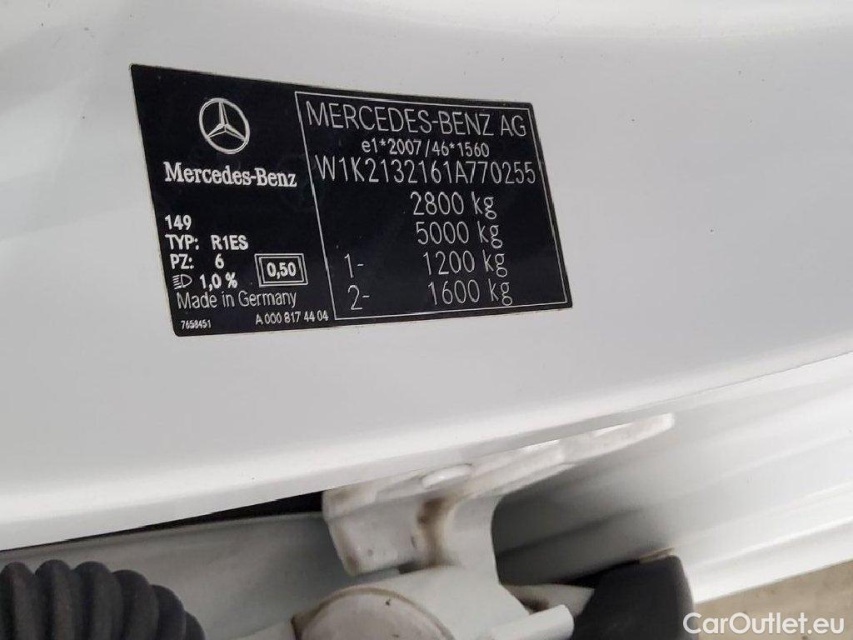 Mercedes-Benz
149
TYP: R1ES
PZ: 6
1,0 % 0,50
Made in Germany
7658451 A 000 817 44 04
MERCEDES-BENZ AG
e1*2007/46*1560
W1K2132161A770255
2800 kg
5000 kg
1- 1200 kg
2- 1600 kg
CarOutlet.eu